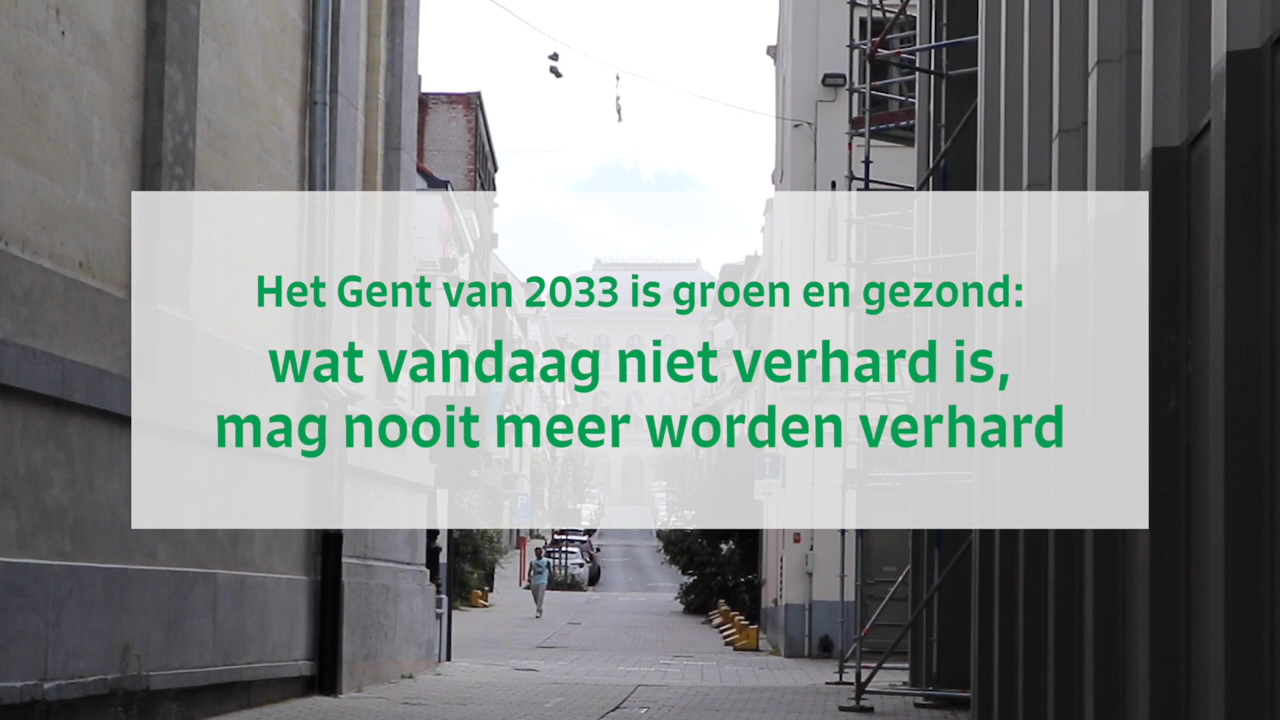 Het Gent van 2033 is groen en gezond:
wat vandaag niet verhard is,
mag nooit meer worden verhard